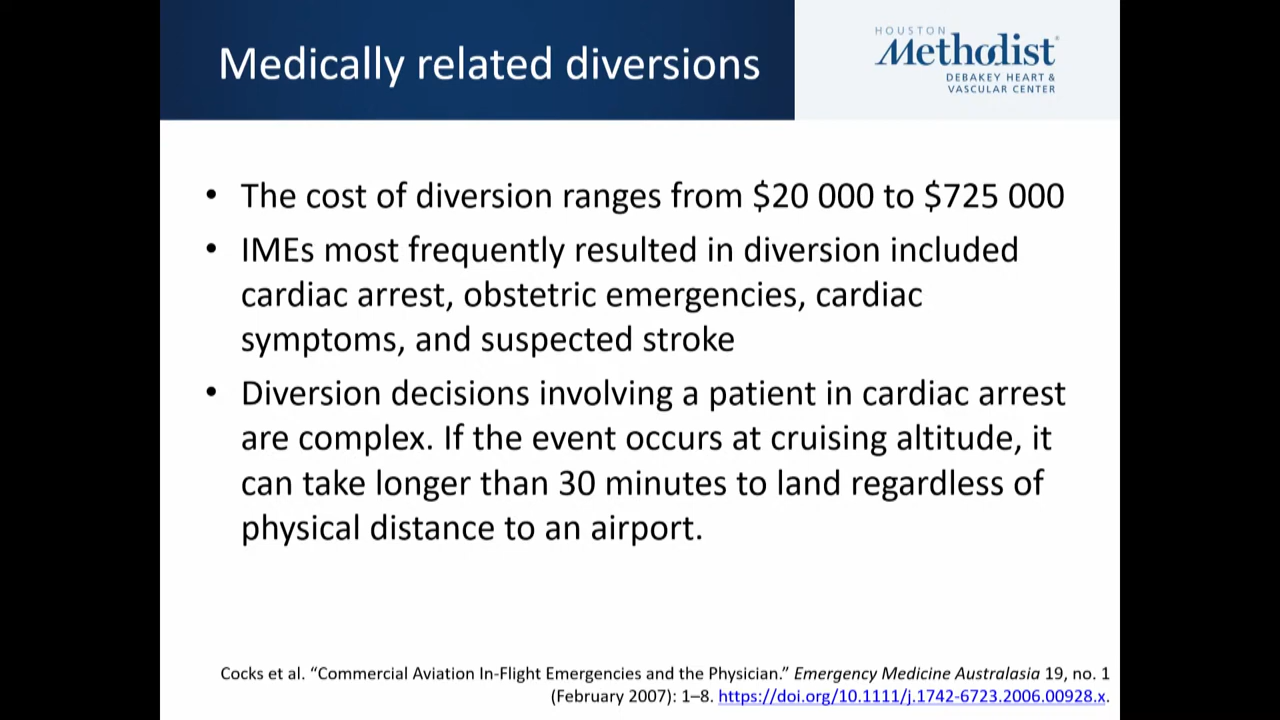 Medically related diversions
HOUSTON
Methodist
DEBAKEY HEART &
VASCULAR CENTER
• The cost of diversion ranges from $20 000 to $725 000
• IMEs most frequently resulted in diversion included
cardiac arrest, obstetric emergencies, cardiac
symptoms, and suspected stroke
• Diversion decisions involving a patient in cardiac arrest
are complex. If the event occurs at cruising altitude, it
can take longer than 30 minutes to land regardless of
physical distance to an airport.
Cocks et al. “Commercial Aviation In-Flight Emergencies and the Physician.” Emergency Medicine Australasia 19, no. 1
(February 2007): 1–8. https://doi.org/10.1111/j.1742-6723.2006.00928.x.